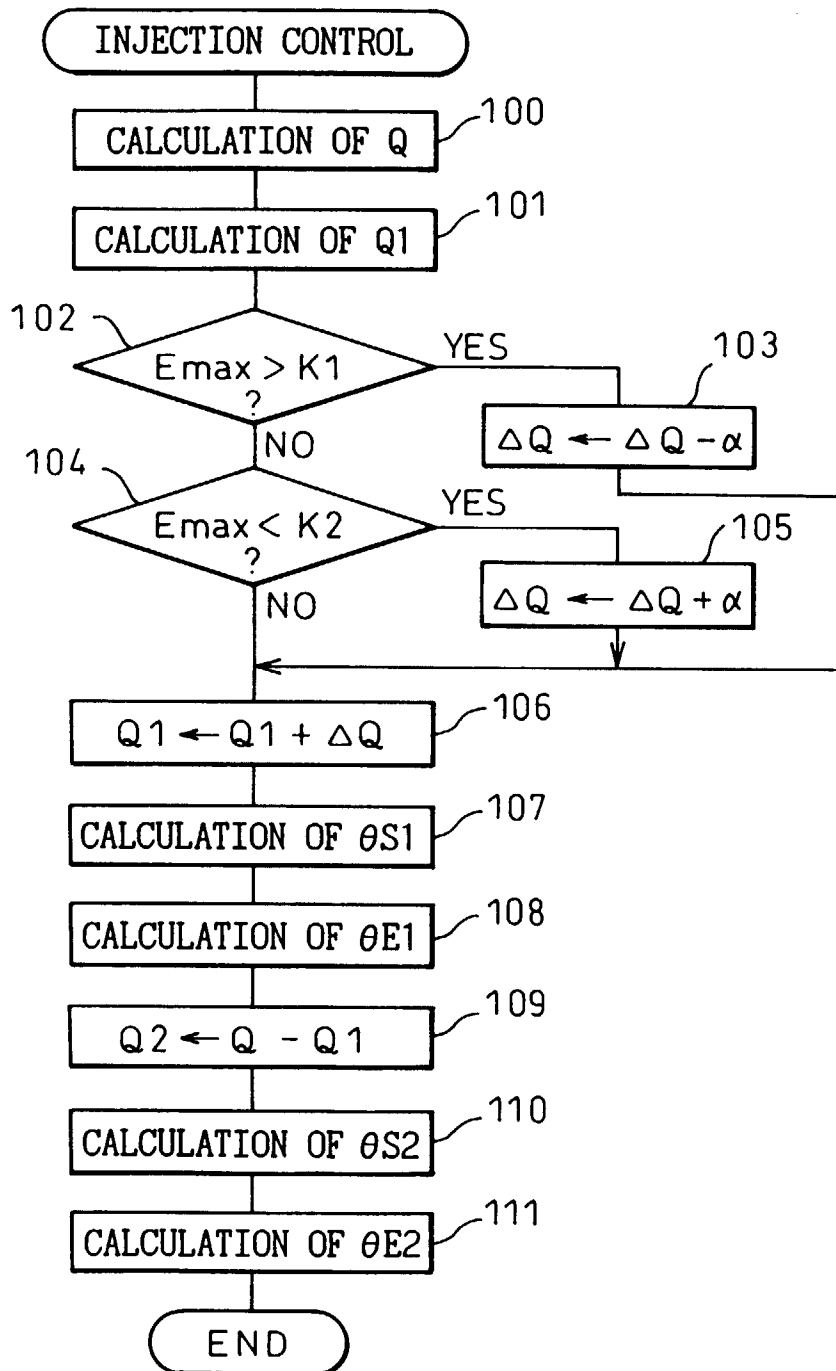 INJECTION CONTROL
100
CALCULATION OF Q
101
CALCULATION OF Q1
102
Emax > K1
?
YES
NO
103
ΔQ ← ΔQ - α
104
Emax < K2
?
YES
NO
105
ΔQ ← ΔQ + α
106
Q1 ← Q1 + ΔQ
107
CALCULATION OF θS1
108
CALCULATION OF θE1
109
Q2 ← Q - Q1
110
CALCULATION OF θS2
111
CALCULATION OF θE2
END